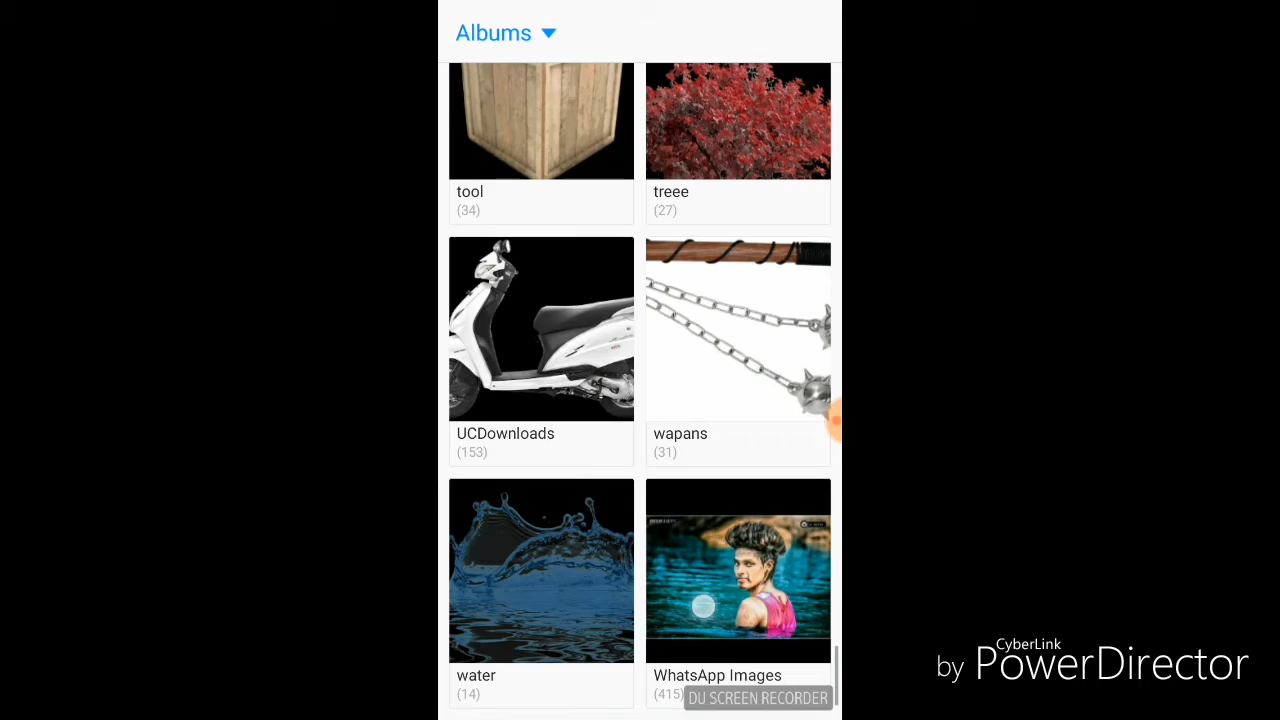 Albums
tool
(34)
treee
(27)
UCDownloads
(153)
wapans
(31)
water
(14)
WhatsApp Images
(415)
DU SCREEN RECORDER
CyberLink
by PowerDirector